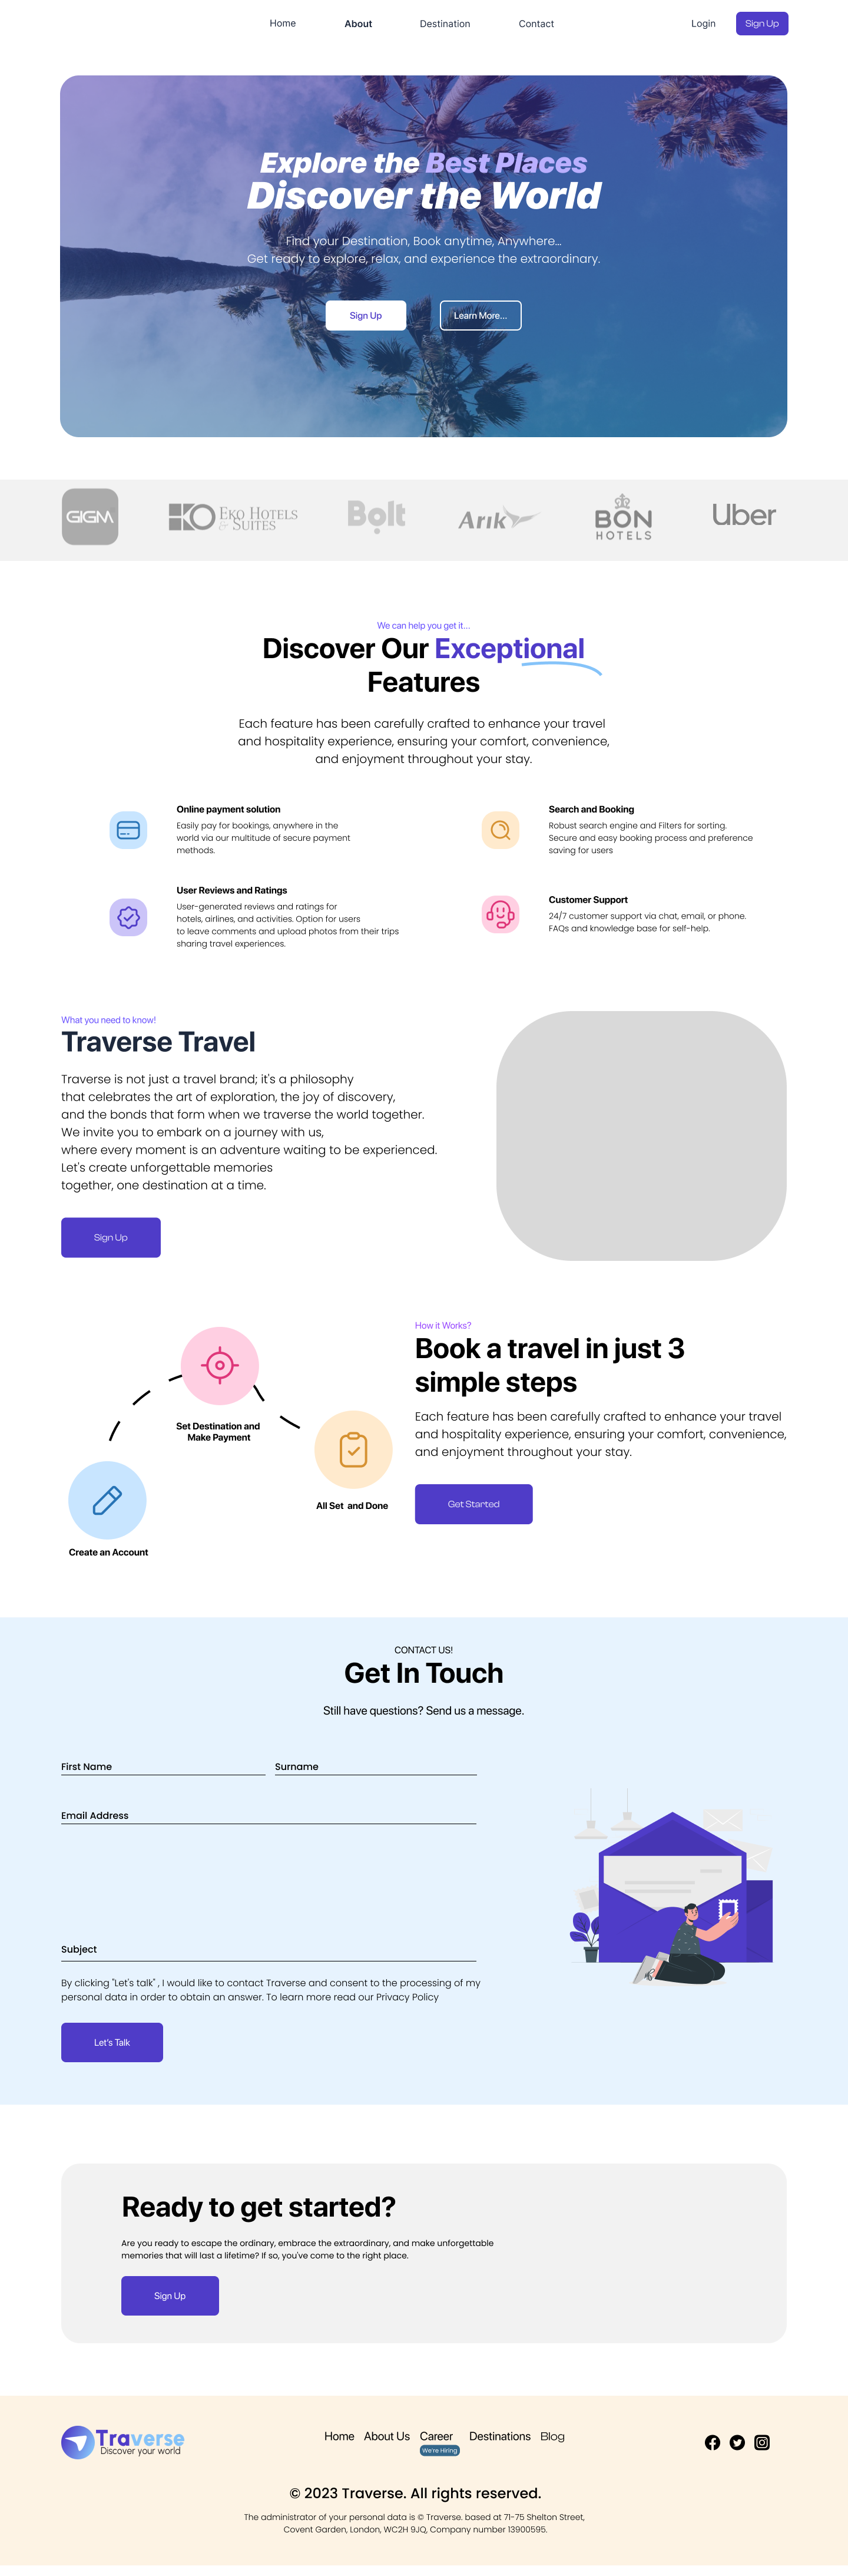 Home
About
Destination
Contact
Login
Sign Up
Explore the Best Places
Discover the World
Find your Destination, Book anytime, Anywhere...
Get ready to explore, relax, and experience the extraordinary.
Sign Up
Learn More...
GIGM
EKO HOTELS
& SUITES
Bolt
Arık
BON
HOTELS
Uber
We can help you get it...
Discover Our Exceptional
Features
Each feature has been carefully crafted to enhance your travel
and hospitality experience, ensuring your comfort, convenience,
and enjoyment throughout your stay.
Online payment solution
Easily pay for bookings, anywhere in the
world via our multitude of secure payment
methods.
Search and Booking
Robust search engine and Filters for sorting.
Secure and easy booking process and preference
saving for users
User Reviews and Ratings
User-generated reviews and ratings for
hotels, airlines, and activities. Option for users
to leave comments and upload photos from their trips
sharing travel experiences.
Customer Support
24/7 customer support via chat, email, or phone.
FAQs and knowledge base for self-help.
What you need to know!
Traverse Travel
Traverse is not just a travel brand; it's a philosophy
that celebrates the art of exploration, the joy of discovery,
and the bonds that form when we traverse the world together.
We invite you to embark on a journey with us,
where every moment is an adventure waiting to be experienced.
Let's create unforgettable memories
together, one destination at a time.
Sign Up
Set Destination and
Make Payment
All Set and Done
Create an Account
How it Works?
Book a travel in just 3
simple steps
Each feature has been carefully crafted to enhance your travel
and hospitality experience, ensuring your comfort, convenience,
and enjoyment throughout your stay.
Get Started
CONTACT US!
Get In Touch
Still have questions? Send us a message.
First Name
Surname
Email Address
Subject
By clicking "Let's talk" , I would like to contact Traverse and consent to the processing of my
personal data in order to obtain an answer. To learn more read our Privacy Policy
Let's Talk
Ready to get started?
Are you ready to escape the ordinary, embrace the extraordinary, and make unforgettable
memories that will last a lifetime? If so, you've come to the right place.
Sign Up
Traverse
Discover your world
Home
About Us
Career
We're Hiring
Destinations
Blog
© 2023 Traverse. All rights reserved.
The administrator of your personal data is © Traverse. based at 71-75 Shelton Street,
Covent Garden, London, WC2H 9JQ, Company number 13900595.